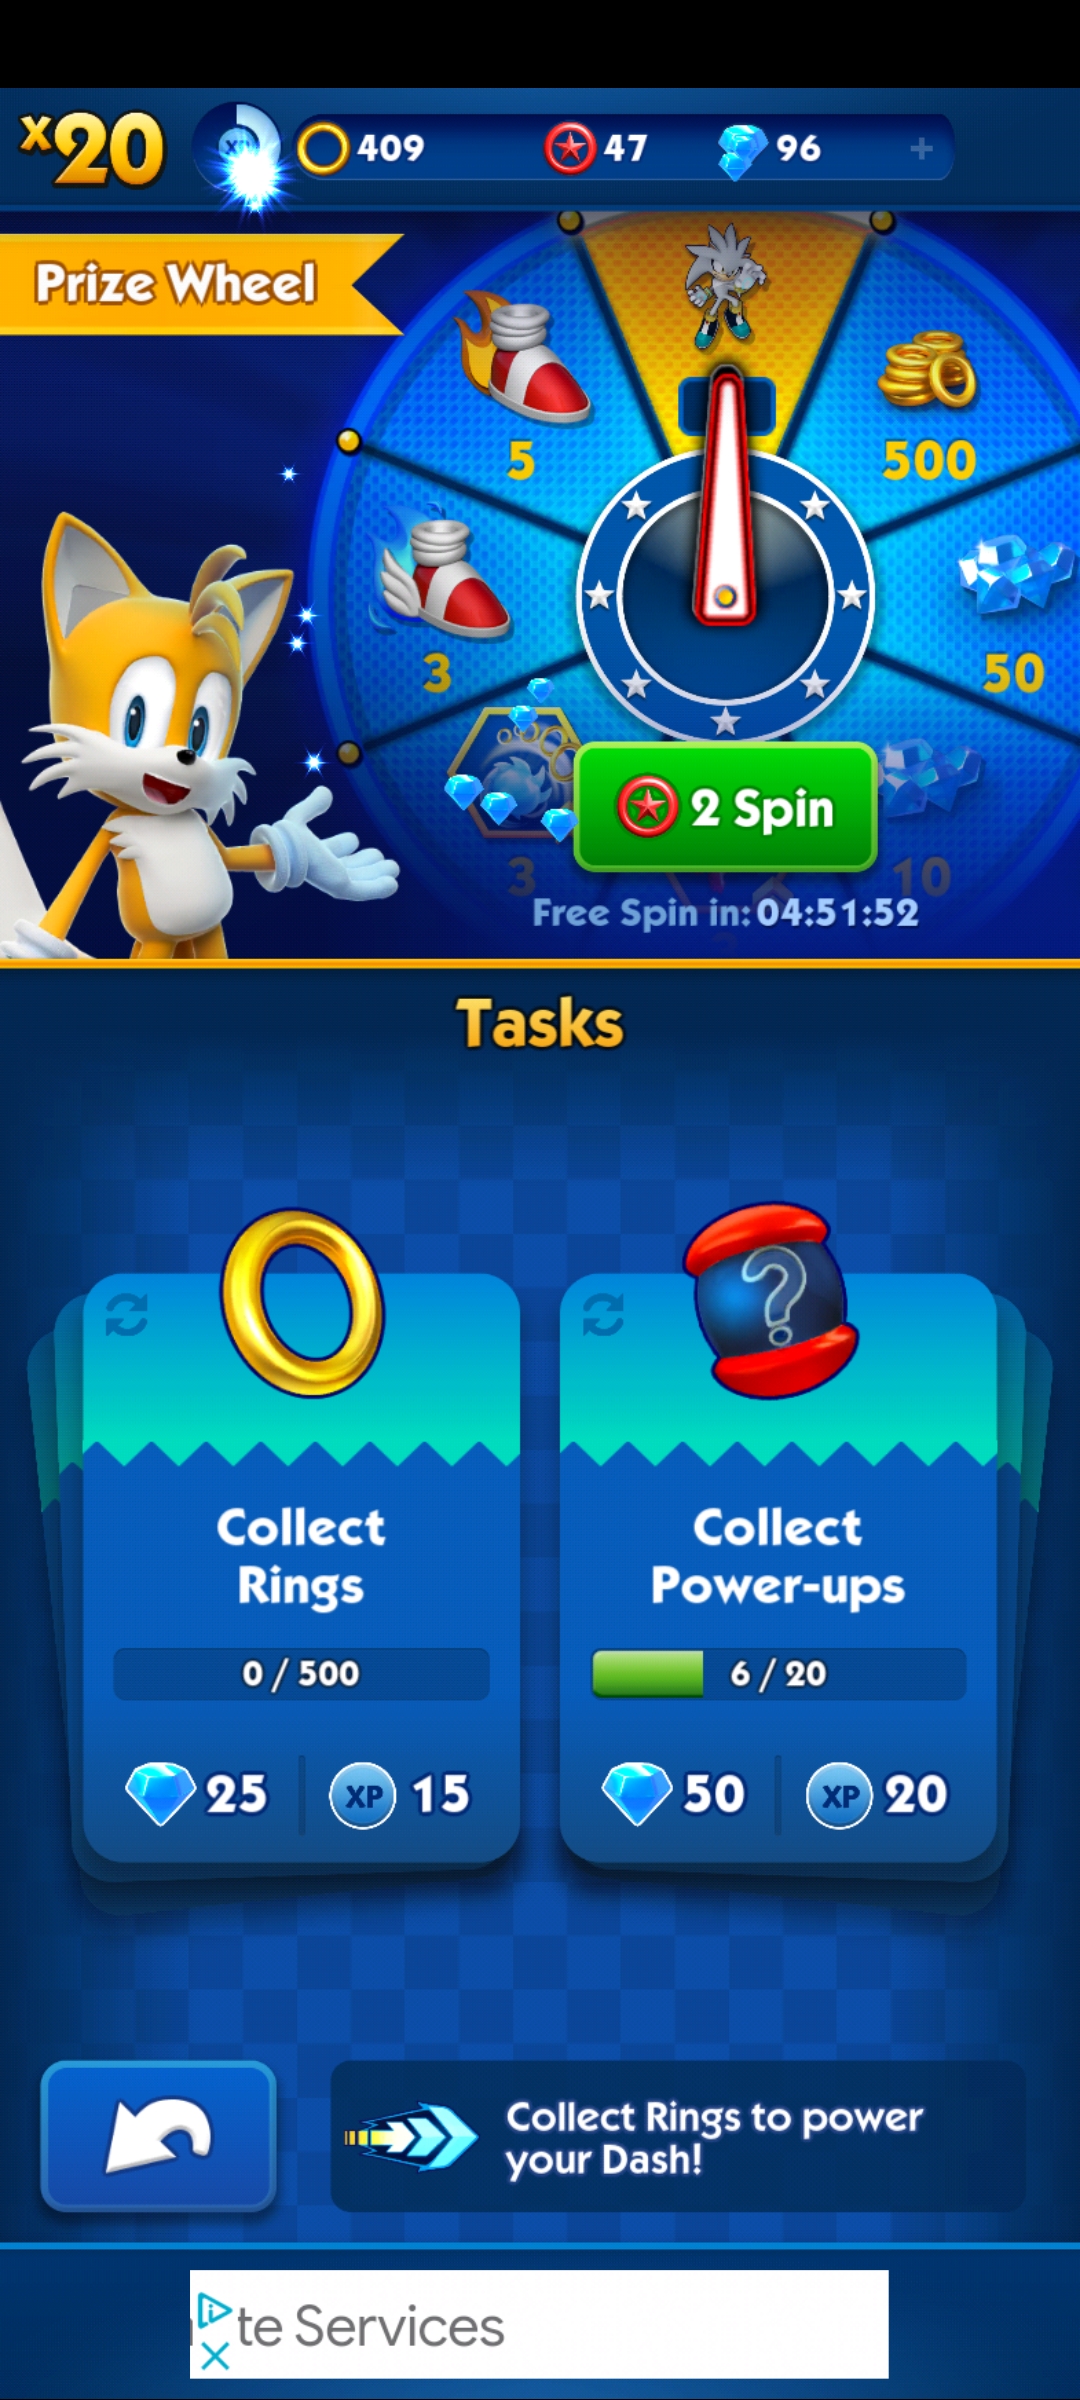 x20
XP
409
47
96
+
Prize Wheel
5
500
3
50
3
10
2 Spin
Free Spin in: 04:51:52
Tasks
?
Collect
Rings
0 / 500
25
XP 15
Collect
Power-ups
6 / 20
50
XP 20
Collect Rings to power
your Dash!
te Services